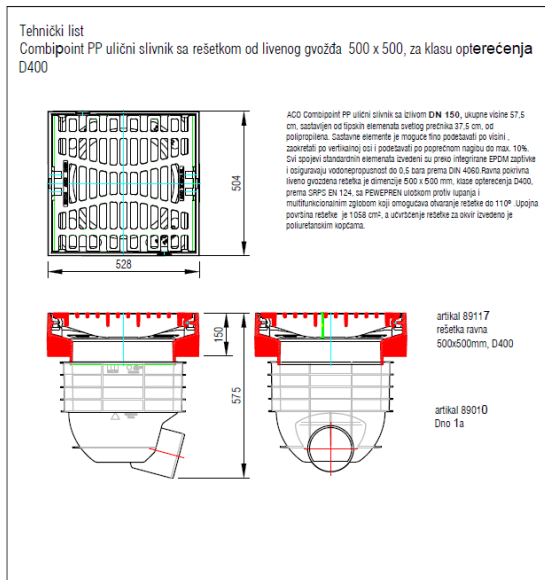 Tehnički list
Combipoint PP ulični slivnik sa rešetkom od livenog gvožđa 500 x 500, za klasu opterećenja
D400
ACO Combipoint PP ulični slivnik sa izlivom DN 150, ukupne visine 57,5
cm, sastavljen od tipskih elemenata svetlog prečnika 37,5 cm, od
polipropilena. Sastavne elemente je moguće fino podešavati po visini ,
zaokretati po vertikalnoj osi i podešavati po poprečnom nagibu do max. 10%.
Svi spojevi standardnih elemenata izvedeni su preko integrirane EPDM zaptivke
i osiguravaju vodonepropusnost do 0,5 bara prema DIN 4060.Ravna pokrivna
liveno gvozdena rešetka je dimenzije 500 x 500 mm, klase opterećenja D400,
prema SRPS EN 124, sa PEWEPREN uloškom protiv lupanja i
multifunkcionalnim zglobom koji omogućava otvaranje rešetke do 110º .Upojna
površina rešetke je 1058 cm², a učvršćenje rešetke za okvir izvedeno je
poliuretanskim kopčama.
504
528
150
575
artikal 89117
rešetka ravna
500x500mm, D400
artikal 89010
Dno 1a